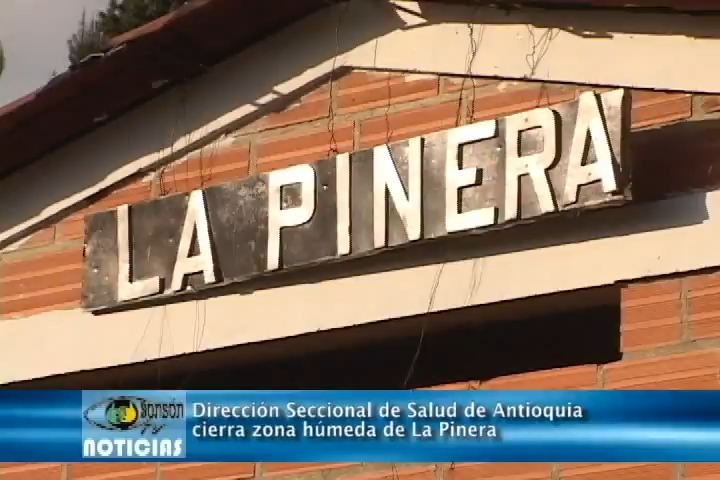 LA PINERA
Sonsón
tv
NOTICIAS
Dirección Seccional de Salud de Antioquia
cierra zona húmeda de La Pinera